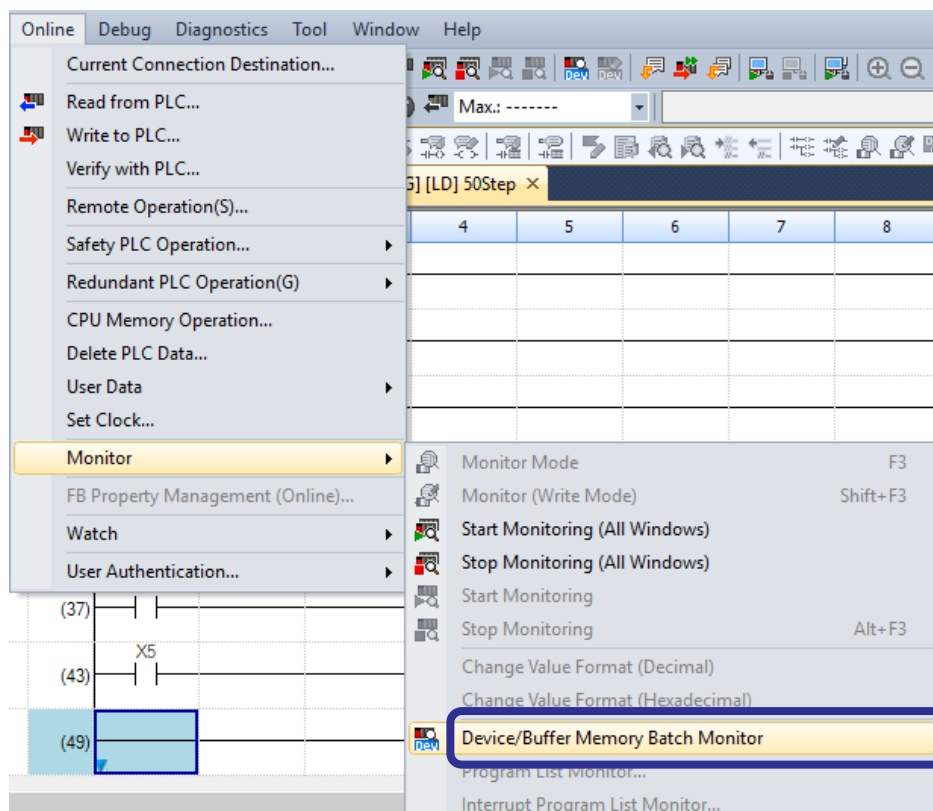 Online Debug Diagnostics Tool Window Help
Current Connection Destination...
Read from PLC...
Max.: -------
Write to PLC...
Verify with PLC...
G] [LD] 50Step
Remote Operation(S)...
4 5 6 7 8
Safety PLC Operation...
Redundant PLC Operation(G)
CPU Memory Operation...
Delete PLC Data...
User Data
Set Clock...
Monitor
Monitor Mode F3
FB Property Management (Online)...
Monitor (Write Mode) Shift+F3
Watch
Start Monitoring (All Windows)
User Authentication...
Stop Monitoring (All Windows)
(37)
Start Monitoring
Stop Monitoring Alt+F3
X5
(43)
Change Value Format (Decimal)
Change Value Format (Hexadecimal)
(49)
Dev
Device/Buffer Memory Batch Monitor
Program List Monitor...
Interrupt Program List Monitor...